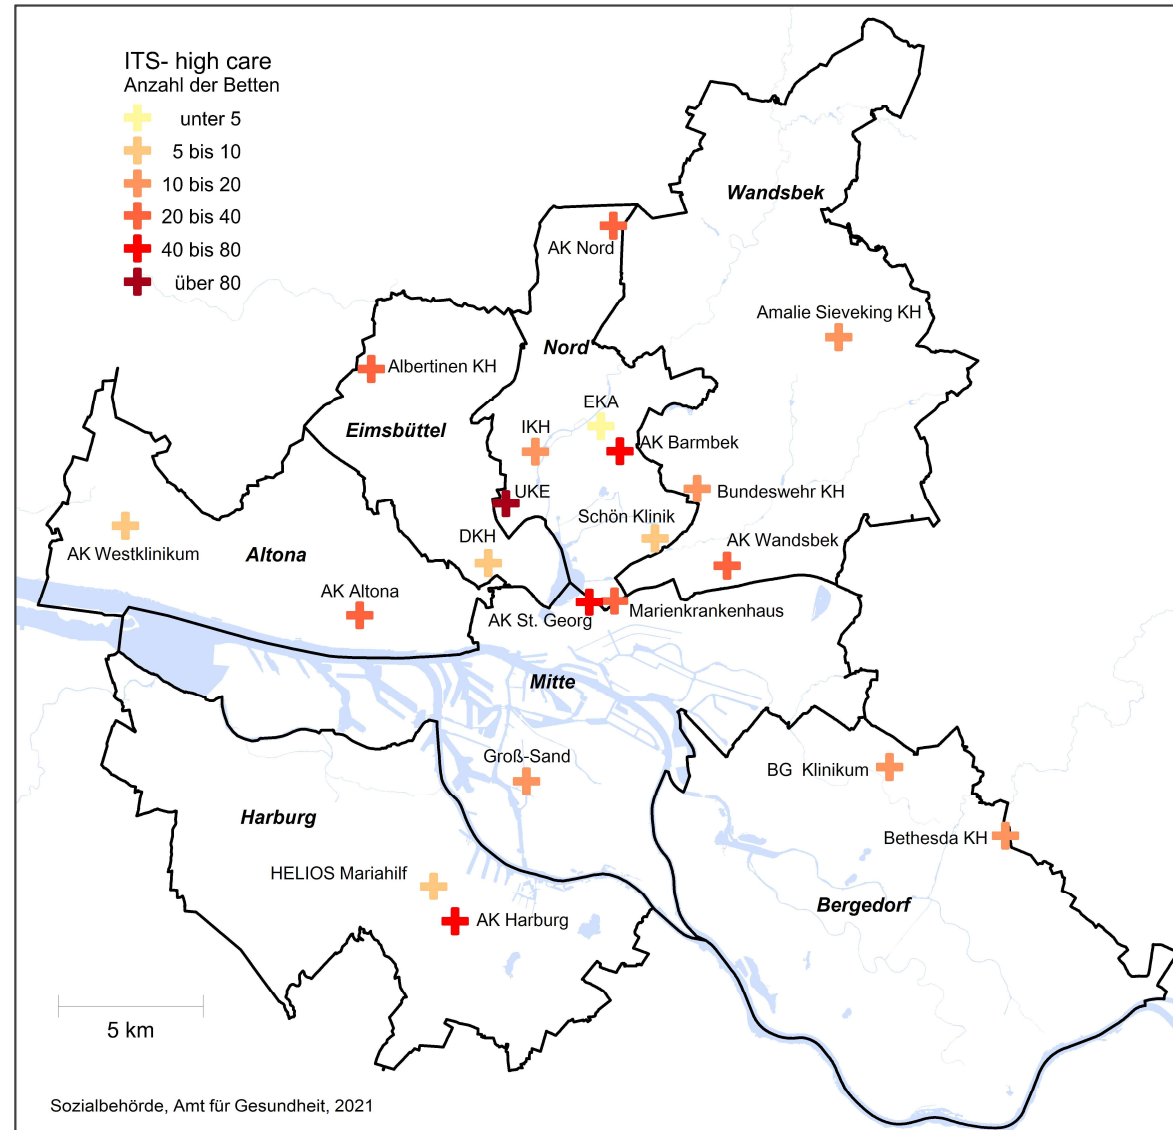 ITS- high care
Anzahl der Betten
unter 5
5 bis 10
10 bis 20
20 bis 40
40 bis 80
über 80
Wandsbek
AK Nord
Amalie Sieveking KH
Nord
Albertinen KH
EKA
Eimsbüttel
IKH
AK Barmbek
UKE
Bundeswehr KH
Schön Klinik
DKH
AK Wandsbek
AK Westklinikum
Altona
AK Altona
AK St. Georg
Marienkrankenhaus
Mitte
Groß-Sand
BG Klinikum
Harburg
Bethesda KH
HELIOS Mariahilf
Bergedorf
AK Harburg
5 km
Sozialbehörde, Amt für Gesundheit, 2021